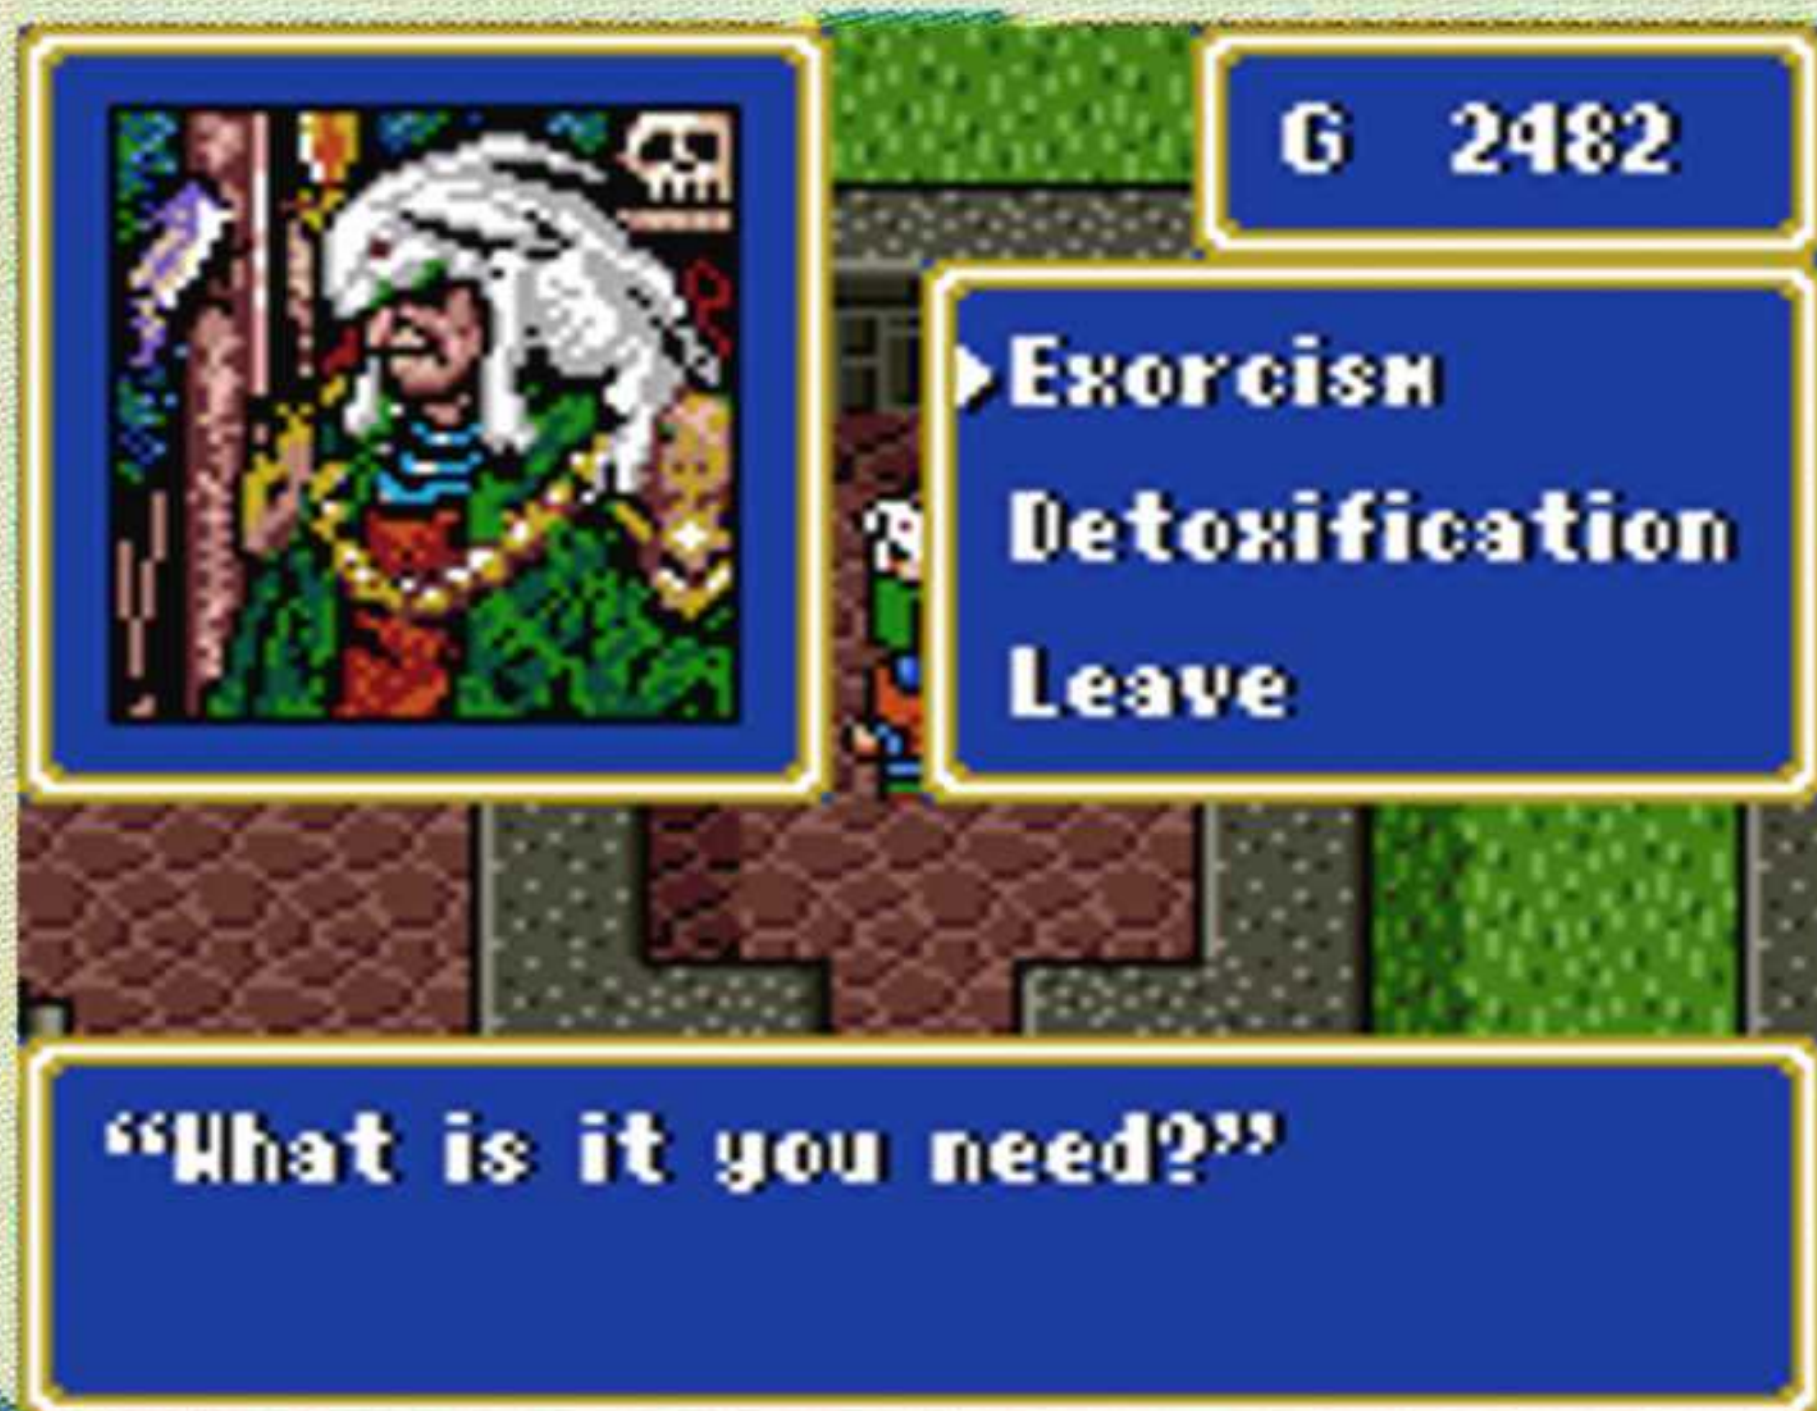 G 2482
Exorcism
Detoxification
Leave
“What is it you need?”